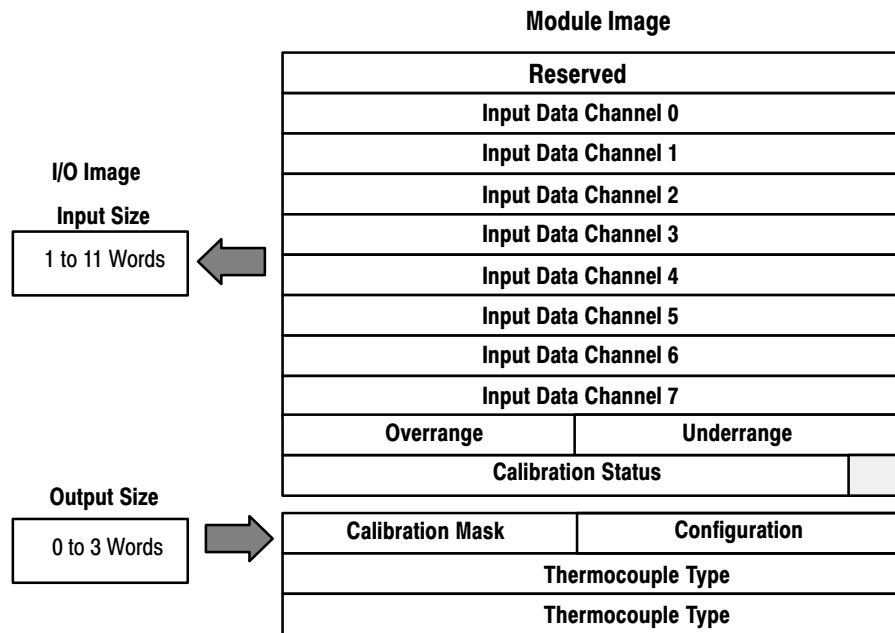 Module Image
Reserved
Input Data Channel 0
Input Data Channel 1
I/O Image
Input Data Channel 2
Input Size
Input Data Channel 3
1 to 11 Words
Input Data Channel 4
Input Data Channel 5
Input Data Channel 6
Input Data Channel 7
Overrange Underrange
Calibration Status
Output Size
Calibration Mask Configuration
0 to 3 Words
Thermocouple Type
Thermocouple Type